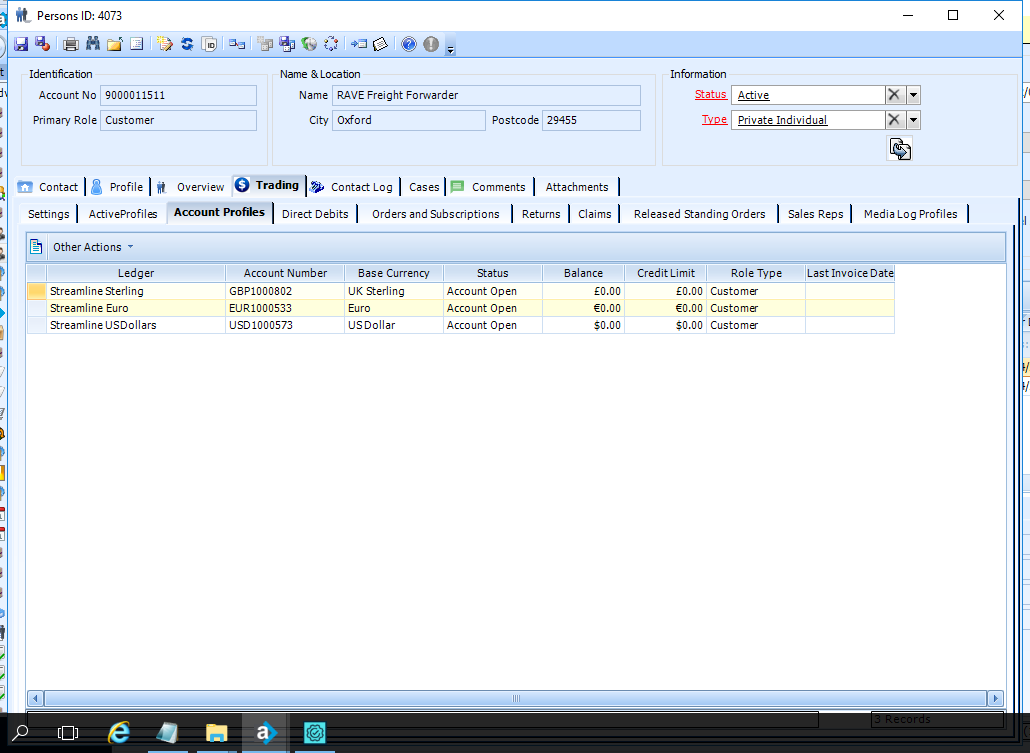 Persons ID: 4073
Identification
Name & Location
Information
Account No 9000011511
Name RAVE Freight Forwarder
Status Active
Primary Role Customer
City Oxford Postcode 29455
Type Private Individual
Contact Profile Overview Trading Contact Log Cases Comments Attachments
Settings ActiveProfiles Account Profiles Direct Debits Orders and Subscriptions Returns Claims Released Standing Orders Sales Reps Media Log Profiles
Other Actions
Ledger Account Number Base Currency Status Balance Credit Limit Role Type Last Invoice Date
Streamline Sterling GBP1000802 UK Sterling Account Open £0.00 £0.00 Customer
Streamline Euro EUR1000533 Euro Account Open €0.00 €0.00 Customer
Streamline USDollars USD1000573 US Dollar Account Open $0.00 $0.00 Customer
3 Records